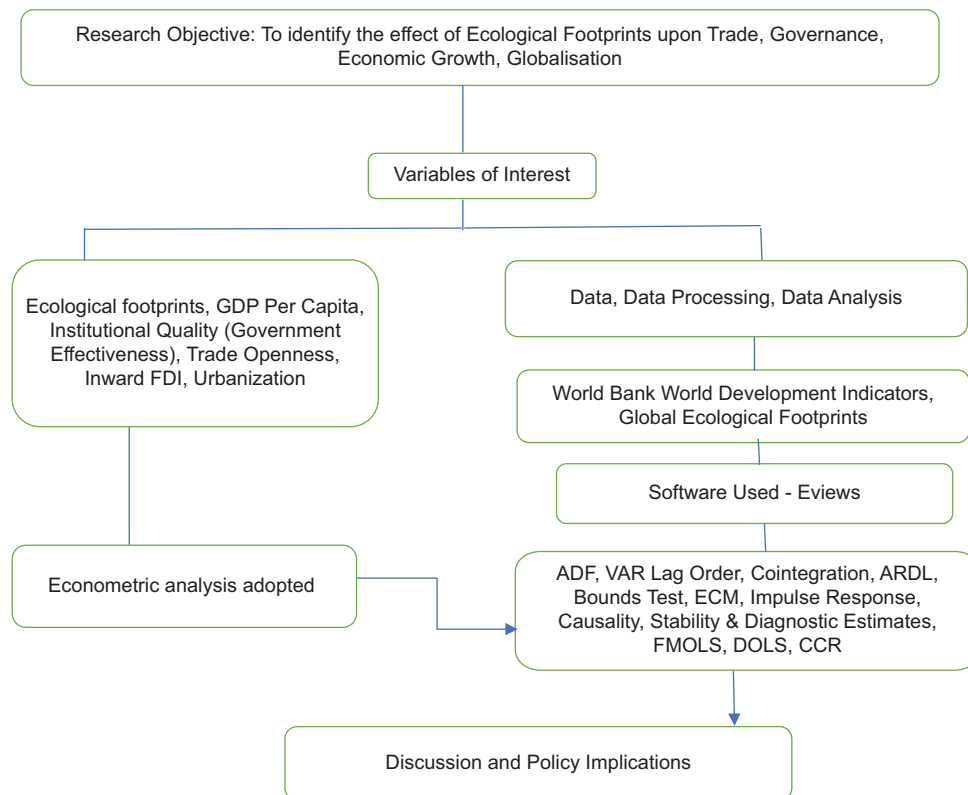 Research Objective: To identify the effect of Ecological Footprints upon Trade, Governance,
Economic Growth, Globalisation
Variables of Interest
Ecological footprints, GDP Per Capita,
Institutional Quality (Government
Effectiveness), Trade Openness,
Inward FDI, Urbanization
Data, Data Processing, Data Analysis
World Bank World Development Indicators,
Global Ecological Footprints
Software Used - Eviews
Econometric analysis adopted
ADF, VAR Lag Order, Cointegration, ARDL,
Bounds Test, ECM, Impulse Response,
Causality, Stability & Diagnostic Estimates,
FMOLS, DOLS, CCR
Discussion and Policy Implications